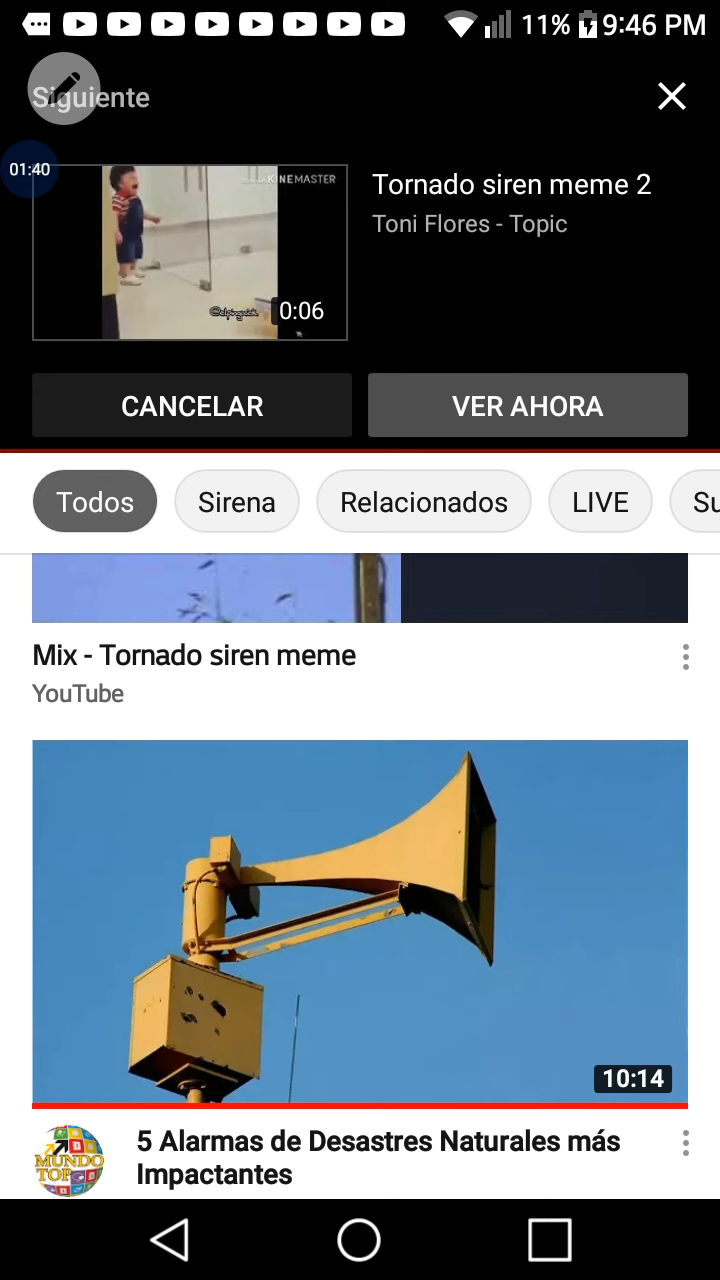 11% 9:46 PM
Siguiente
01:40
KINEMASTER
Tornado siren meme 2
Toni Flores - Topic
0:06
CANCELAR
VER AHORA
Todos Sirena Relacionados LIVE Su
Mix - Tornado siren meme
YouTube
10:14
MUNDO
TOP
5 Alarmas de Desastres Naturales más
Impactantes